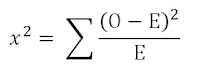 x² = ∑ (O − E)² / E